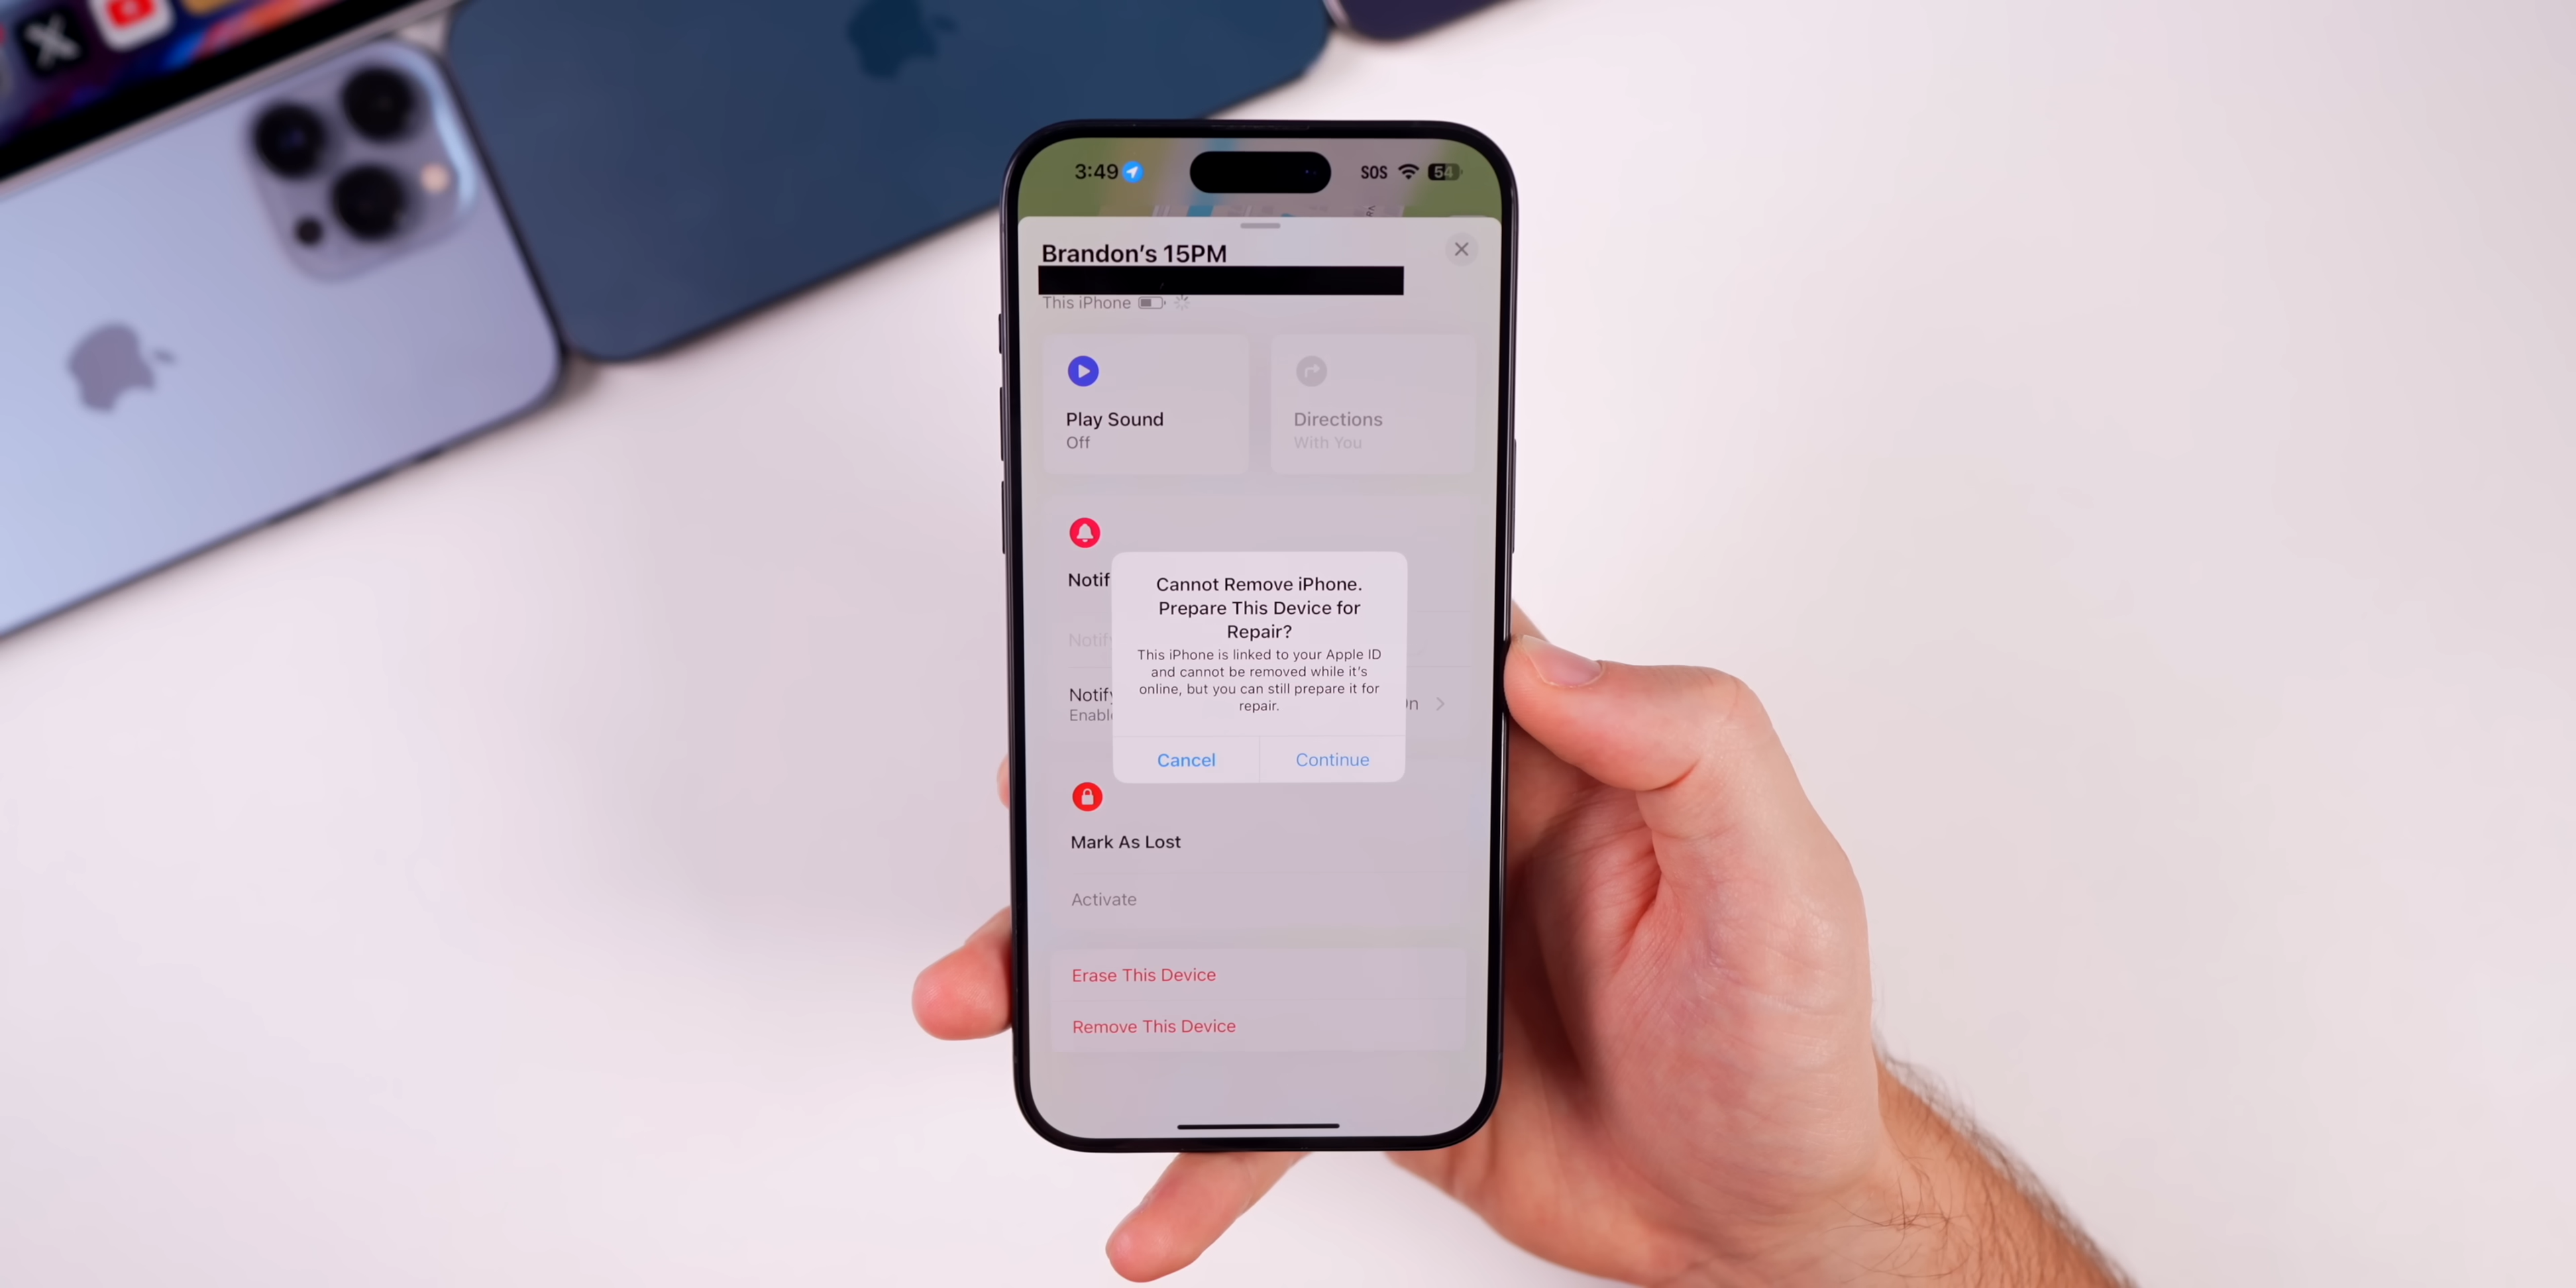 3:49 SOS 54
Brandon's 15PM
This iPhone
Play Sound
Off
Directions
With You
Notif
Cannot Remove iPhone.
Prepare This Device for
Repair?
Notif
This iPhone is linked to your Apple ID
and cannot be removed while it's
online, but you can still prepare it for
repair.
Notify
Enable
Cancel
Continue
Mark As Lost
Activate
Erase This Device
Remove This Device